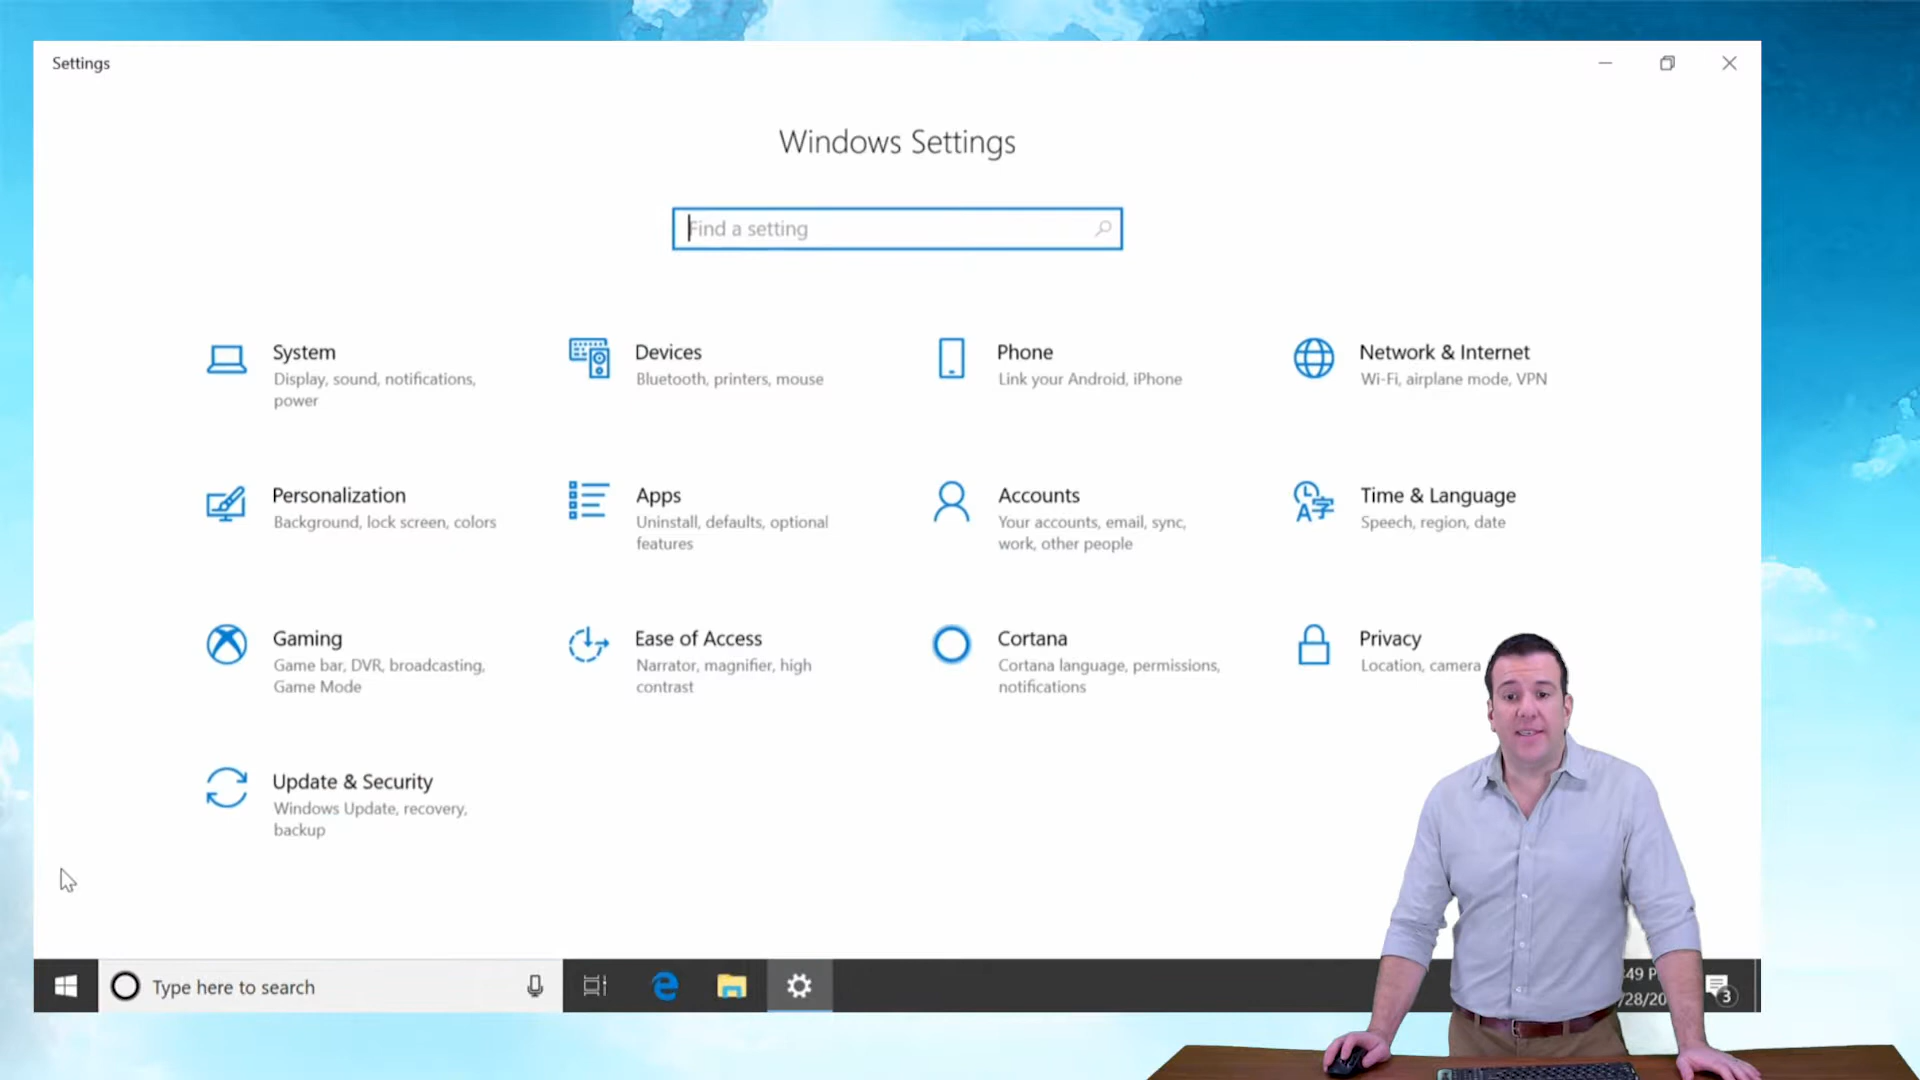 Settings
Windows Settings
Find a setting
System
Display, sound, notifications,
power
Devices
Bluetooth, printers, mouse
Phone
Link your Android, iPhone
Network & Internet
Wi-Fi, airplane mode, VPN
Personalization
Background, lock screen, colors
Apps
Uninstall, defaults, optional
features
Accounts
Your accounts, email, sync,
work, other people
Time & Language
Speech, region, date
Gaming
Game bar, DVR, broadcasting,
Game Mode
Ease of Access
Narrator, magnifier, high
contrast
Cortana
Cortana language, permissions,
notifications
Privacy
Location, camera
Update & Security
Windows Update, recovery,
backup
Type here to search
:49 P
/28/20
3